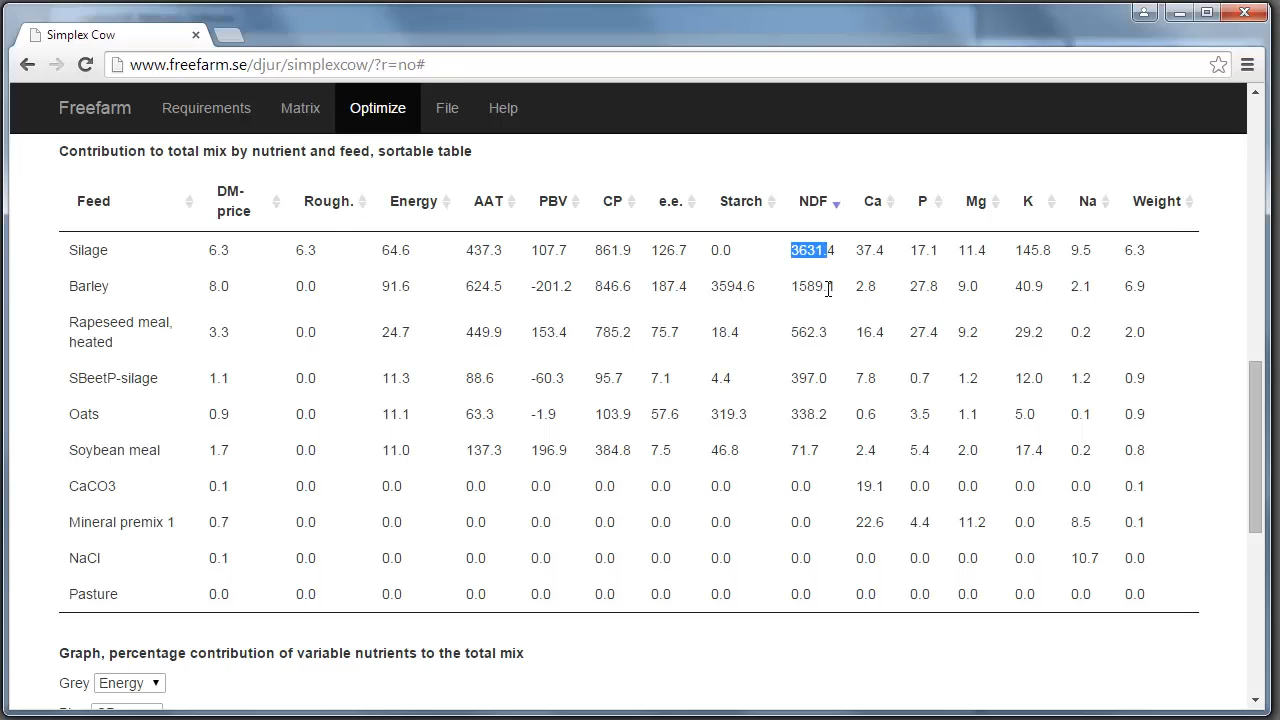 Simplex Cow
www.freefarm.se/djur/simplexcow/?r=no#
Freefarm Requirements Matrix Optimize File Help
Contribution to total mix by nutrient and feed, sortable table
Feed DM-price Rough. Energy AAT PBV CP e.e. Starch NDF Ca P Mg K Na Weight
Silage 6.3 6.3 64.6 437.3 107.7 861.9 126.7 0.0 3631.4 37.4 17.1 11.4 145.8 9.5 6.3
Barley 8.0 0.0 91.6 624.5 -201.2 846.6 187.4 3594.6 1589.1 2.8 27.8 9.0 40.9 2.1 6.9
Rapeseed meal, heated 3.3 0.0 24.7 449.9 153.4 785.2 75.7 18.4 562.3 16.4 27.4 9.2 29.2 0.2 2.0
SBeetP-silage 1.1 0.0 11.3 88.6 -60.3 95.7 7.1 4.4 397.0 7.8 0.7 1.2 12.0 1.2 0.9
Oats 0.9 0.0 11.1 63.3 -1.9 103.9 57.6 319.3 338.2 0.6 3.5 1.1 5.0 0.1 0.9
Soybean meal 1.7 0.0 11.0 137.3 196.9 384.8 7.5 46.8 71.7 2.4 5.4 2.0 17.4 0.2 0.8
CaCO3 0.1 0.0 0.0 0.0 0.0 0.0 0.0 0.0 0.0 19.1 0.0 0.0 0.0 0.0 0.1
Mineral premix 1 0.7 0.0 0.0 0.0 0.0 0.0 0.0 0.0 0.0 22.6 4.4 11.2 0.0 8.5 0.1
NaCl 0.1 0.0 0.0 0.0 0.0 0.0 0.0 0.0 0.0 0.0 0.0 0.0 0.0 10.7 0.0
Pasture 0.0 0.0 0.0 0.0 0.0 0.0 0.0 0.0 0.0 0.0 0.0 0.0 0.0 0.0 0.0
Graph, percentage contribution of variable nutrients to the total mix
Grey Energy